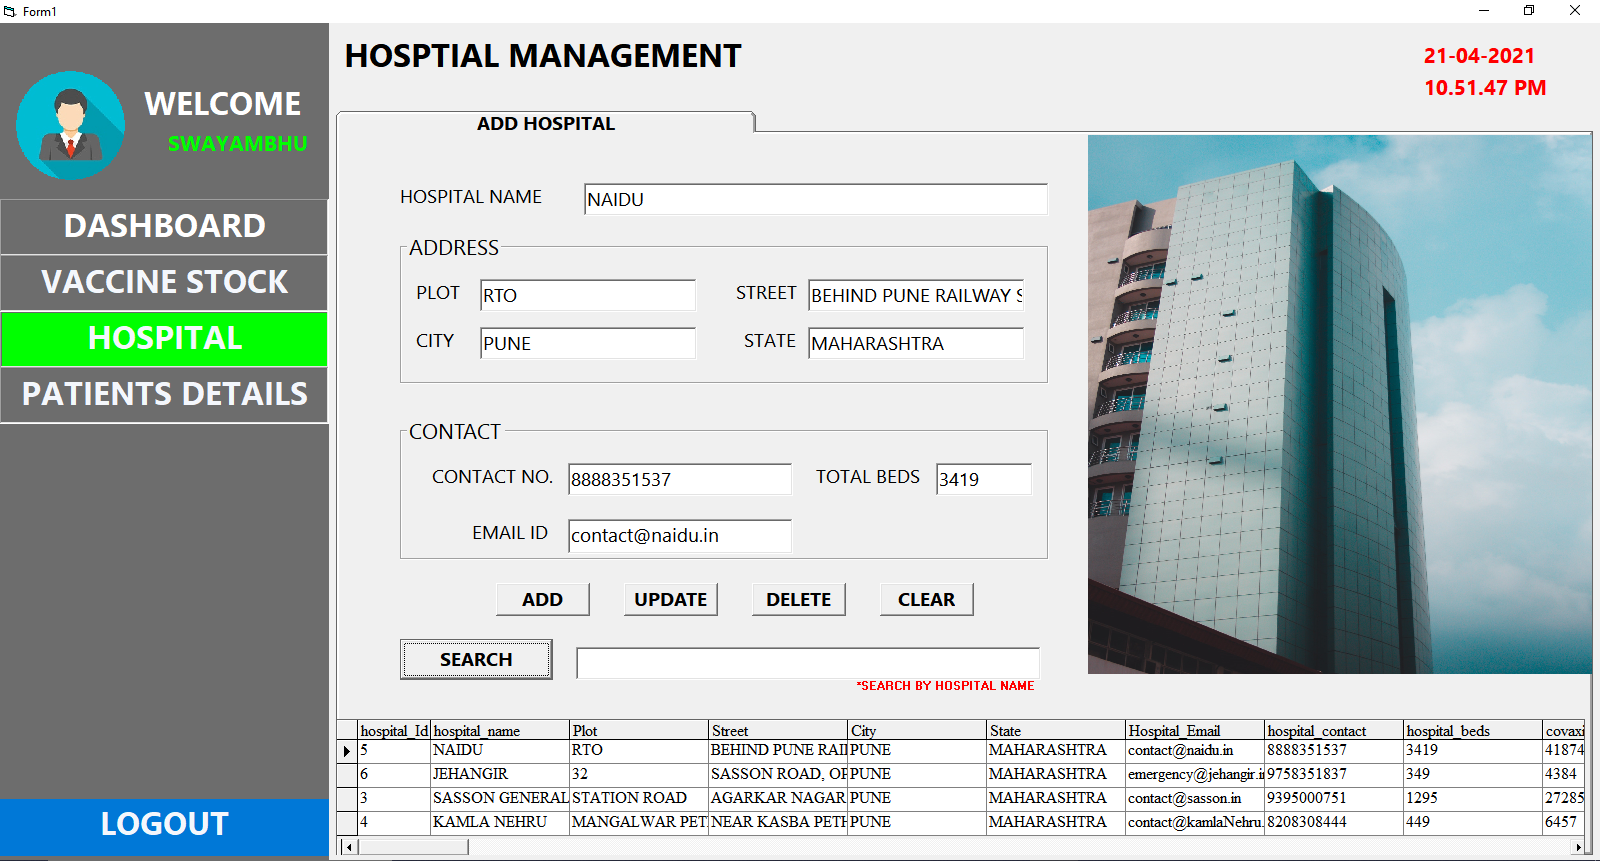 Form1
WELCOME
SWAYAMBHU
DASHBOARD
VACCINE STOCK
HOSPITAL
PATIENTS DETAILS
LOGOUT
HOSPTIAL MANAGEMENT
21-04-2021
10.51.47 PM
ADD HOSPITAL
HOSPITAL NAME NAIDU
ADDRESS
PLOT RTO STREET BEHIND PUNE RAILWAY S
CITY PUNE STATE MAHARASHTRA
CONTACT
CONTACT NO. 8888351537 TOTAL BEDS 3419
EMAIL ID contact@naidu.in
ADD UPDATE DELETE CLEAR
SEARCH
*SEARCH BY HOSPITAL NAME
hospital_Id hospital_name Plot Street City State Hospital_Email hospital_contact hospital_beds covaxi
5 NAIDU RTO BEHIND PUNE RAI PUNE MAHARASHTRA contact@naidu.in 8888351537 3419 41874
6 JEHANGIR 32 SASSON ROAD, OF PUNE MAHARASHTRA emergency@jehangir.i 9758351837 349 4384
3 SASSON GENERAL STATION ROAD AGARKAR NAGAR PUNE MAHARASHTRA contact@sasson.in 9395000751 1295 27285
4 KAMLA NEHRU MANGALWAR PET NEAR KASBA PETH PUNE MAHARASHTRA contact@kamlaNehru. 8208308444 449 6457